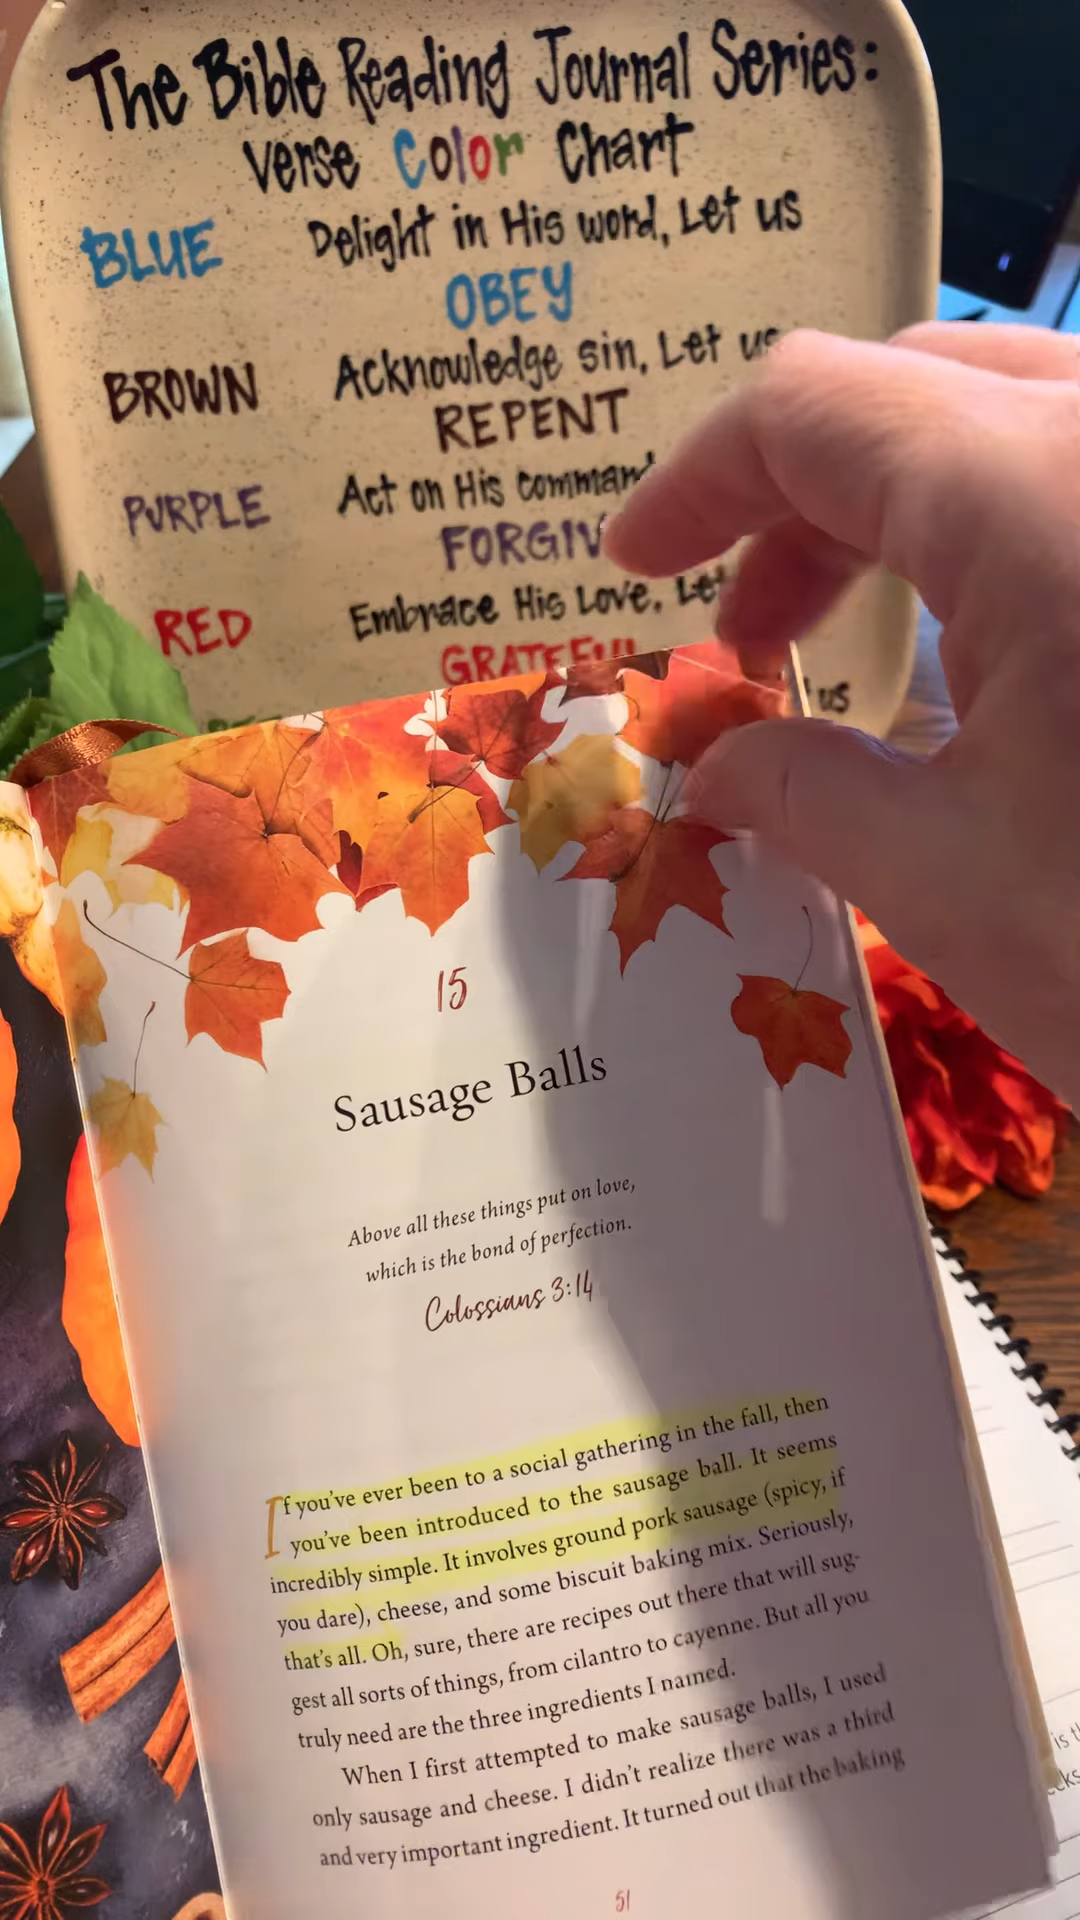 The Bible Reading Journal Series:
Verse Color Chart
BLUE Delight in His word, Let us
OBEY
BROWN Acknowledge sin, Let us
REPENT
PURPLE Act on His command
FORGIV
RED Embrace His Love, Let
GRATEFUL
us
15
Sausage Balls
Above all these things put on love,
which is the bond of perfection.
Colossians 3:14
If you've ever been to a social gathering in the fall, then
you've been introduced to the sausage ball. It seems
incredibly simple. It involves ground pork sausage (spicy, if
you dare), cheese, and some biscuit baking mix. Seriously,
that's all. Oh, sure, there are recipes out there that will sug-
gest all sorts of things, from cilantro to cayenne. But all you
truly need are the three ingredients I named.
When I first attempted to make sausage balls, I used
only sausage and cheese. I didn't realize there was a third
and very important ingredient. It turned out that the baking
51
is th